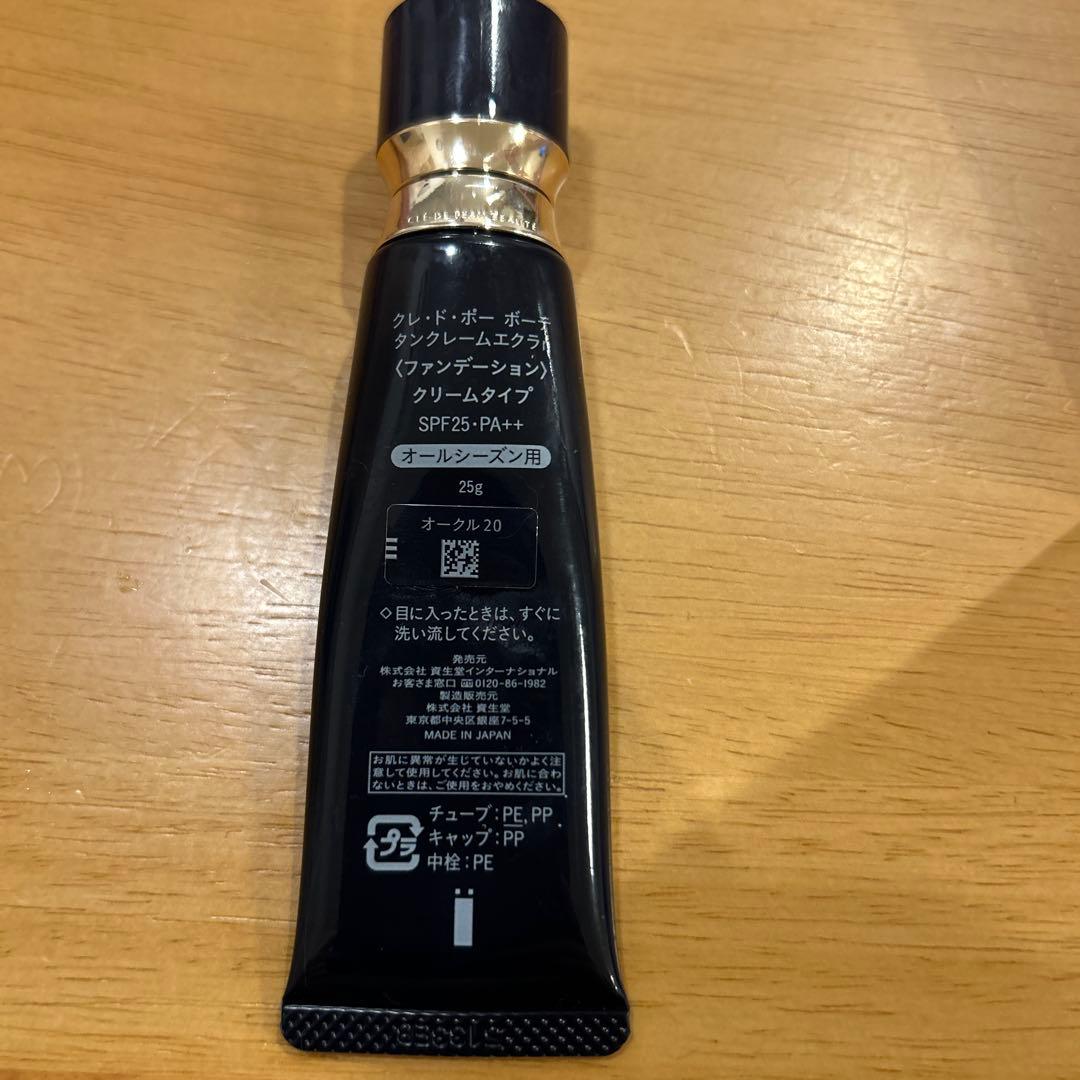 CLÉ DE PEAU BEAUTÉ
クレ・ド・ポー ボーテ
タンクレームエクラ
〈ファンデーション〉
クリームタイプ
SPF25・PA++
オールシーズン用
25g
オークル20
◇目に入ったときは、すぐに
洗い流してください。
発売元
株式会社 資生堂インターナショナル
お客さま窓口 0120-86-1982
製造販売元
株式会社 資生堂
東京都中央区銀座7-5-5
MADE IN JAPAN
お肌に異常が生じていないかよく注
意して使用してください。お肌に合わ
ないときは、ご使用をおやめください。
チューブ:PE,PP
プラ キャップ:PP
中栓:PE